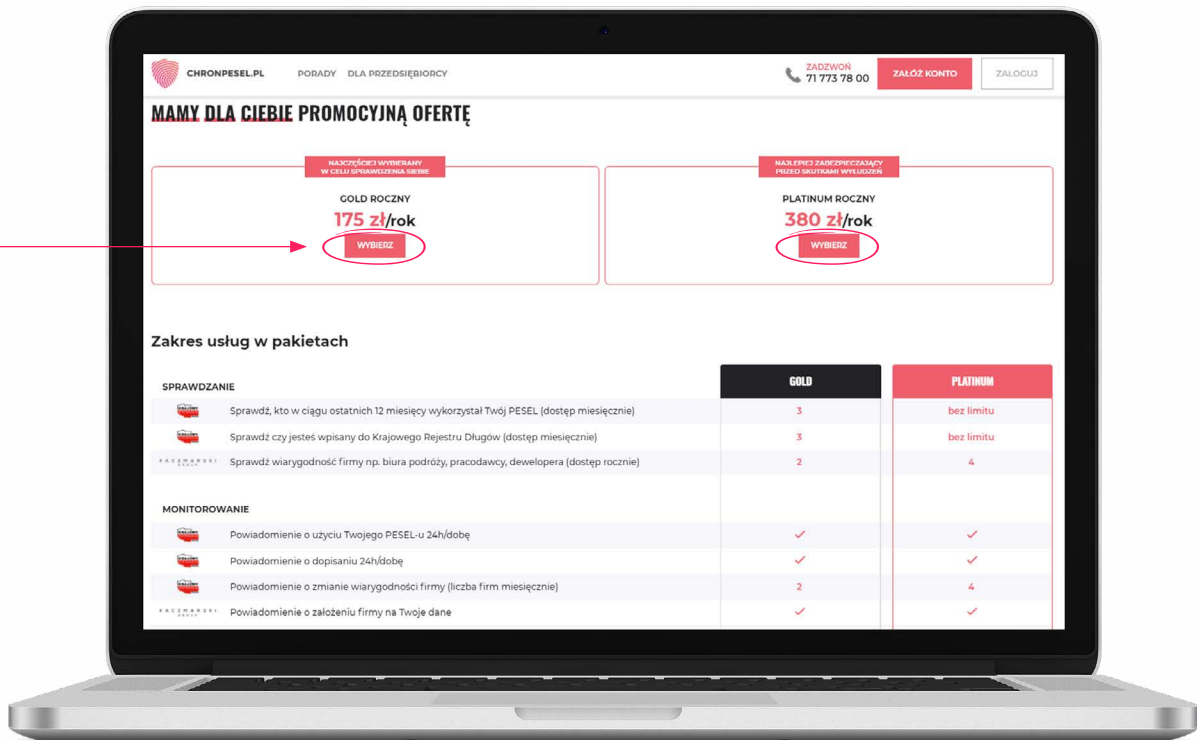 CHRONPESEL.PL PORADY DLA PRZEDSIĘBIORCY ZADZWOŃ
71 773 78 00 ZAŁÓŻ KONTO ZALOGUJ
MAMY DLA CIEBIE PROMOCYJNĄ OFERTĘ
NAJCZĘŚCIEJ WYBIERANY
W CELU SPRAWDZENIA SIEBIE
GOLD ROCZNY
175 zł/rok
WYBIERZ
NAJLEPIEJ ZABEZPIECZAJĄCY
PRZED SKUTKAMI WYŁUDZEŃ
PLATINUM ROCZNY
380 zł/rok
WYBIERZ
Zakres usług w pakietach
SPRAWDZANIE GOLD PLATINUM
Sprawdź, kto w ciągu ostatnich 12 miesięcy wykorzystał Twój PESEL (dostęp miesięcznie) 3 bez limitu
Sprawdź czy jesteś wpisany do Krajowego Rejestru Długów (dostęp miesięcznie) 3 bez limitu
KACZMARSKI
GROUP
Sprawdź wiarygodność firmy np. biura podróży, pracodawcy, dewelopera (dostęp rocznie) 2 4
MONITOROWANIE
Powiadomienie o użyciu Twojego PESEL-u 24h/dobę
Powiadomienie o dopisaniu 24h/dobę
Powiadomienie o zmianie wiarygodności firmy (liczba firm miesięcznie) 2 4
KACZMARSKI
GROUP
Powiadomienie o założeniu firmy na Twoje dane